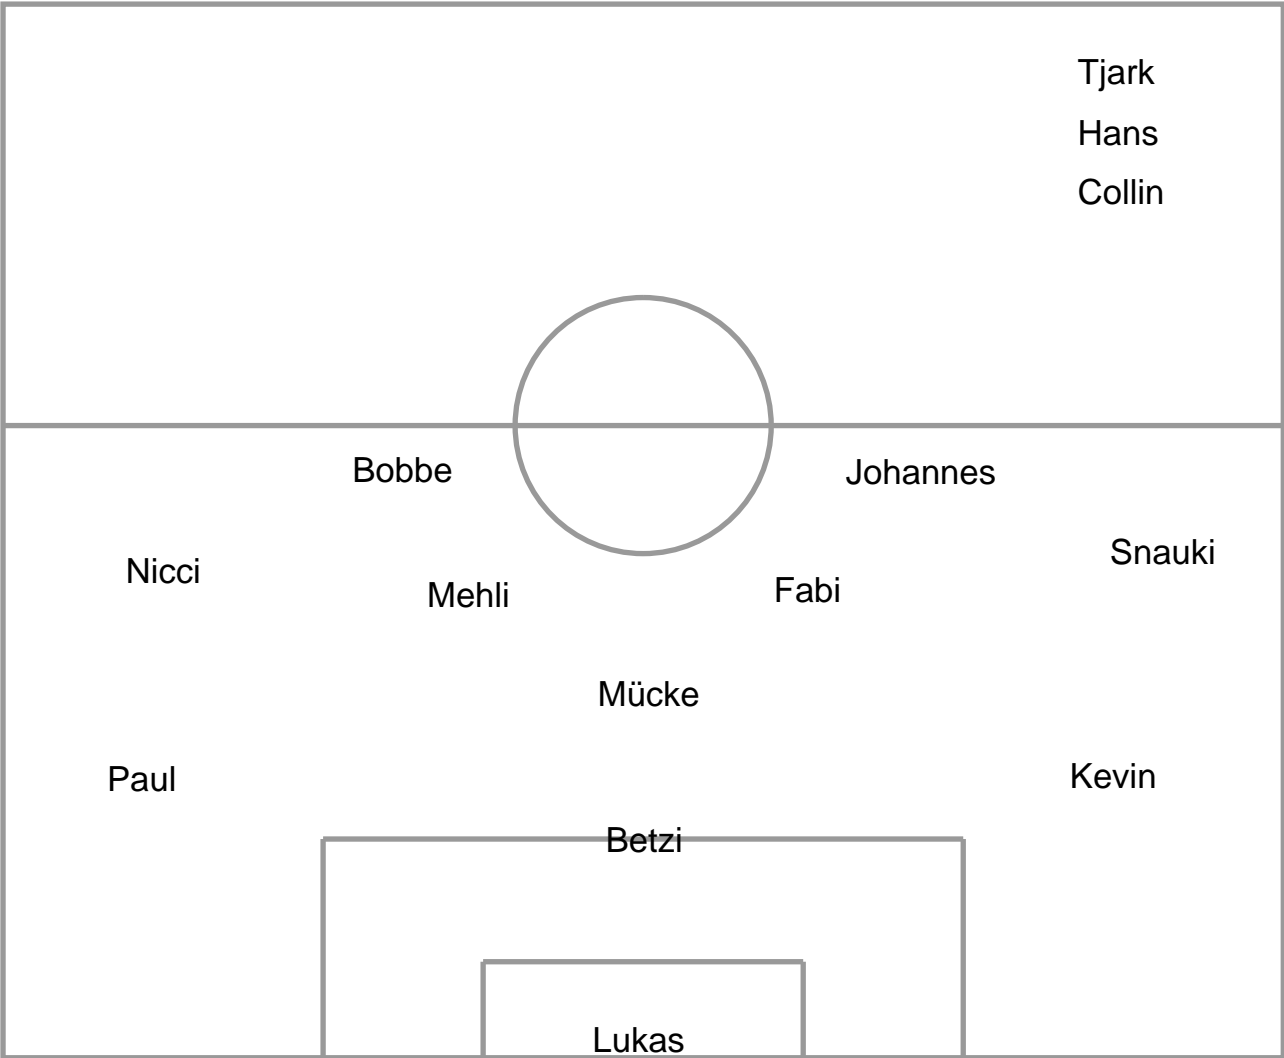 Tjark
Hans
Collin
Bobbe
Johannes
Snauki
Nicci
Mehli
Fabi
Mücke
Paul
Kevin
Betzi
Lukas